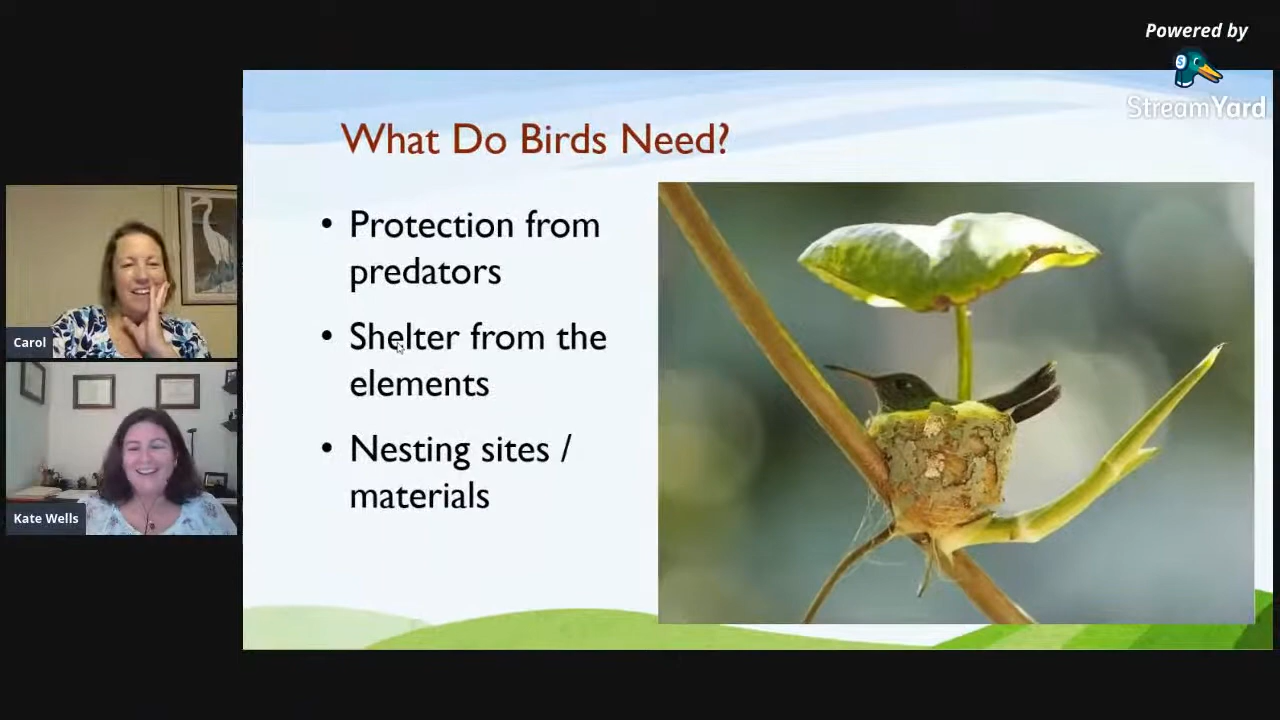 Powered by
StreamYard
What Do Birds Need?
• Protection from
predators
• Shelter from the
elements
• Nesting sites /
materials
Carol
Kate Wells